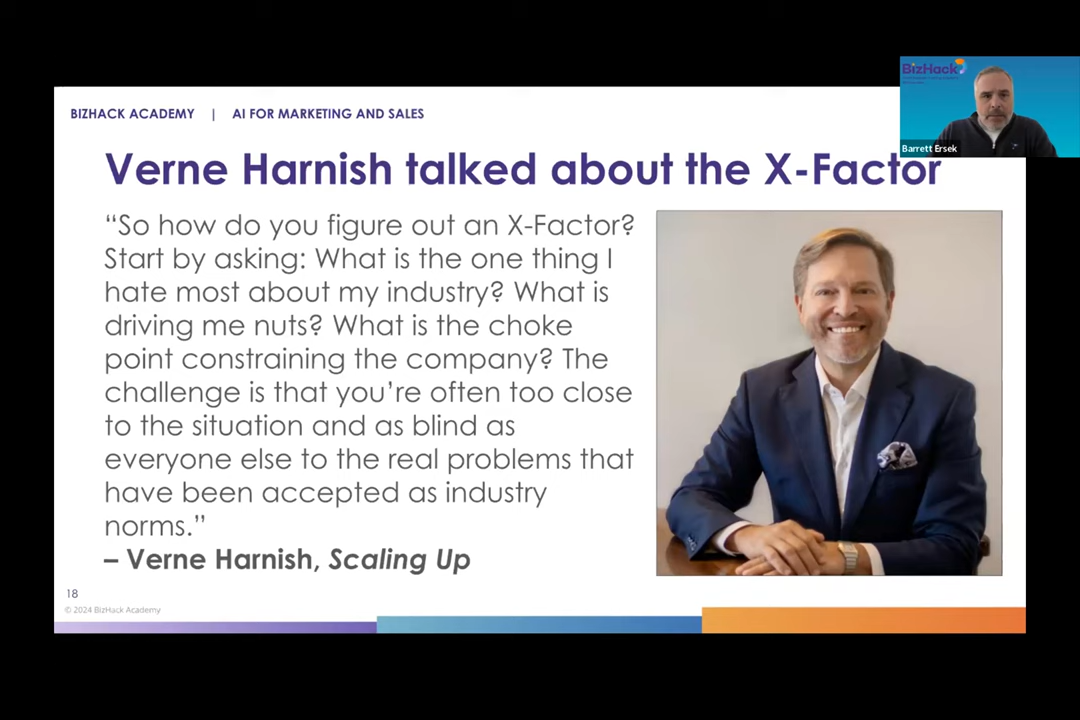 BizHack
BIZHACK ACADEMY | AI FOR MARKETING AND SALES
Barrett Ersek
Verne Harnish talked about the X-Factor
“So how do you figure out an X-Factor?
Start by asking: What is the one thing I
hate most about my industry? What is
driving me nuts? What is the choke
point constraining the company? The
challenge is that you’re often too close
to the situation and as blind as
everyone else to the real problems that
have been accepted as industry
norms.”
– Verne Harnish, Scaling Up
18
© 2024 BizHack Academy